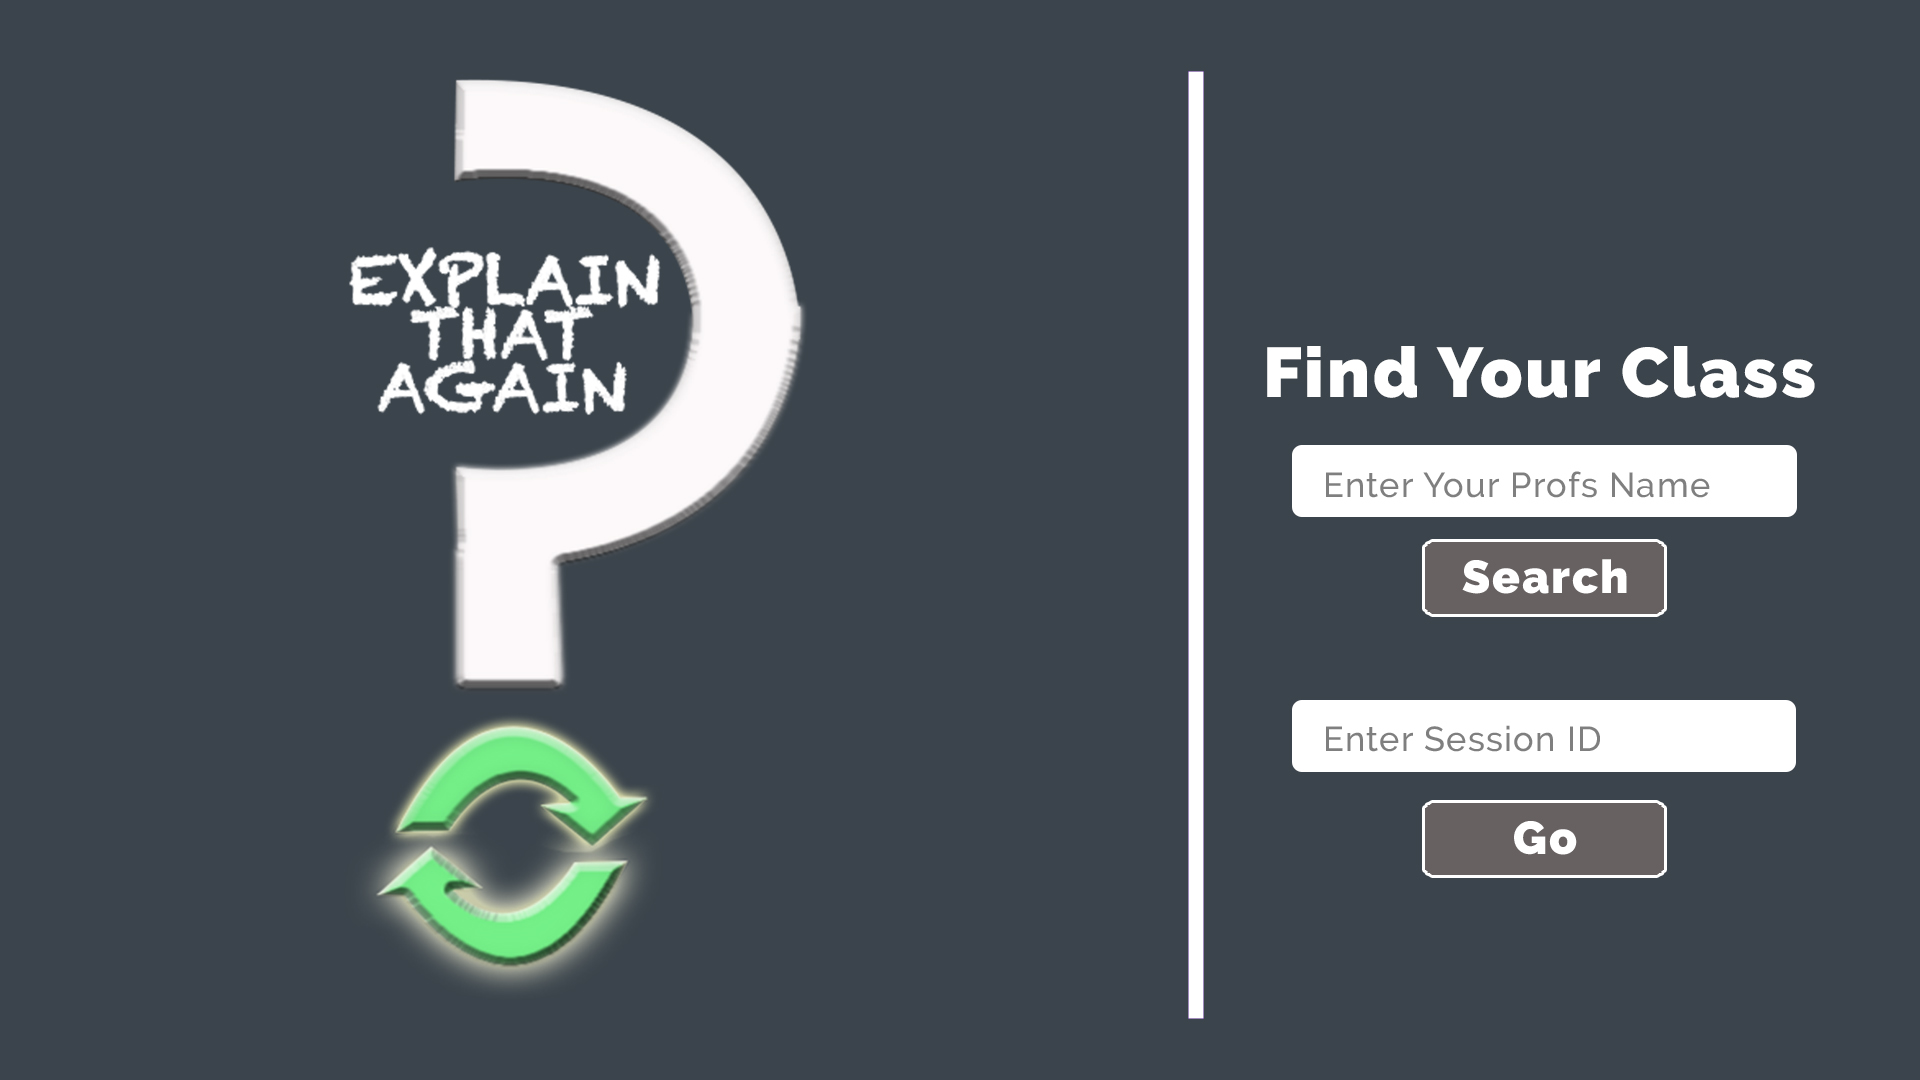 EXPLAIN
THAT
AGAIN
Find Your Class
Enter Your Profs Name
Search
Enter Session ID
Go